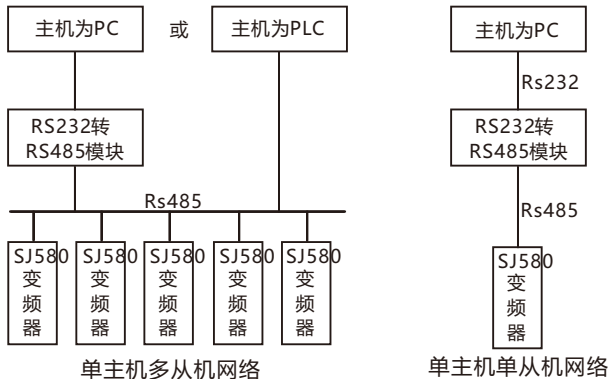 主机为PC
或
主机为PLC
RS232转
RS485模块
Rs485
SJ580
变
频
器
SJ580
变
频
器
SJ580
变
频
器
SJ580
变
频
器
SJ580
变
频
器
单主机多从机网络
主机为PC
Rs232
RS232转
RS485模块
Rs485
SJ580
变
频
器
单主机单从机网络